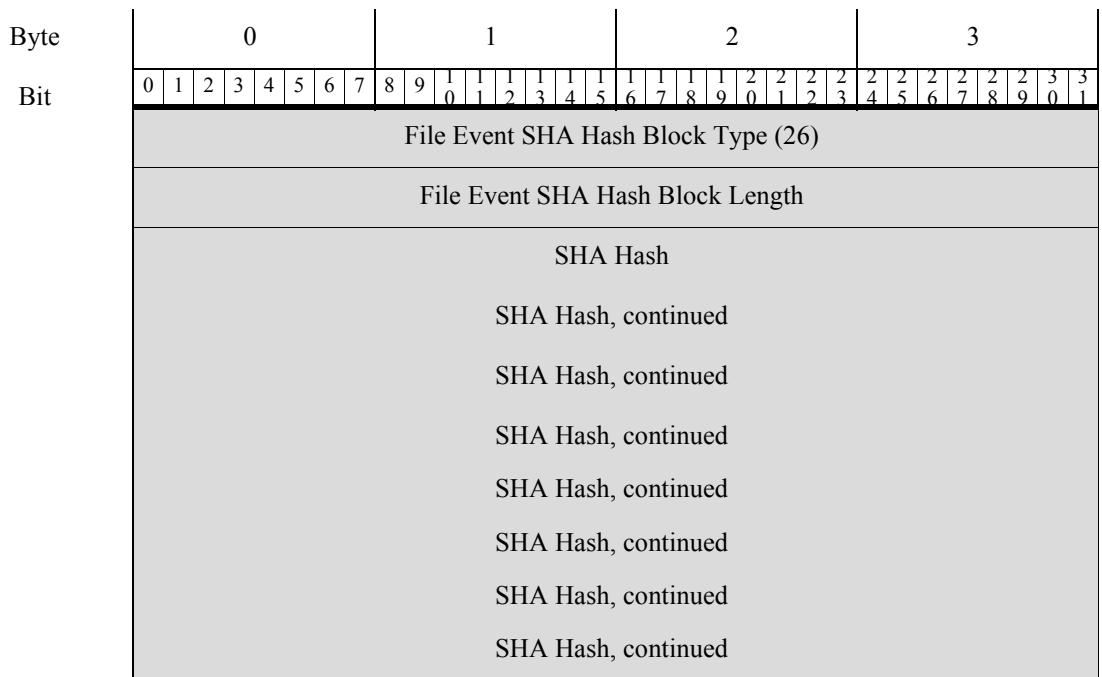 Byte 0 1 2 3
Bit 0 1 2 3 4 5 6 7 8 9 10 11 12 13 14 15 16 17 18 19 20 21 22 23 24 25 26 27 28 29 30 31
File Event SHA Hash Block Type (26)
File Event SHA Hash Block Length
SHA Hash
SHA Hash, continued
SHA Hash, continued
SHA Hash, continued
SHA Hash, continued
SHA Hash, continued
SHA Hash, continued
SHA Hash, continued